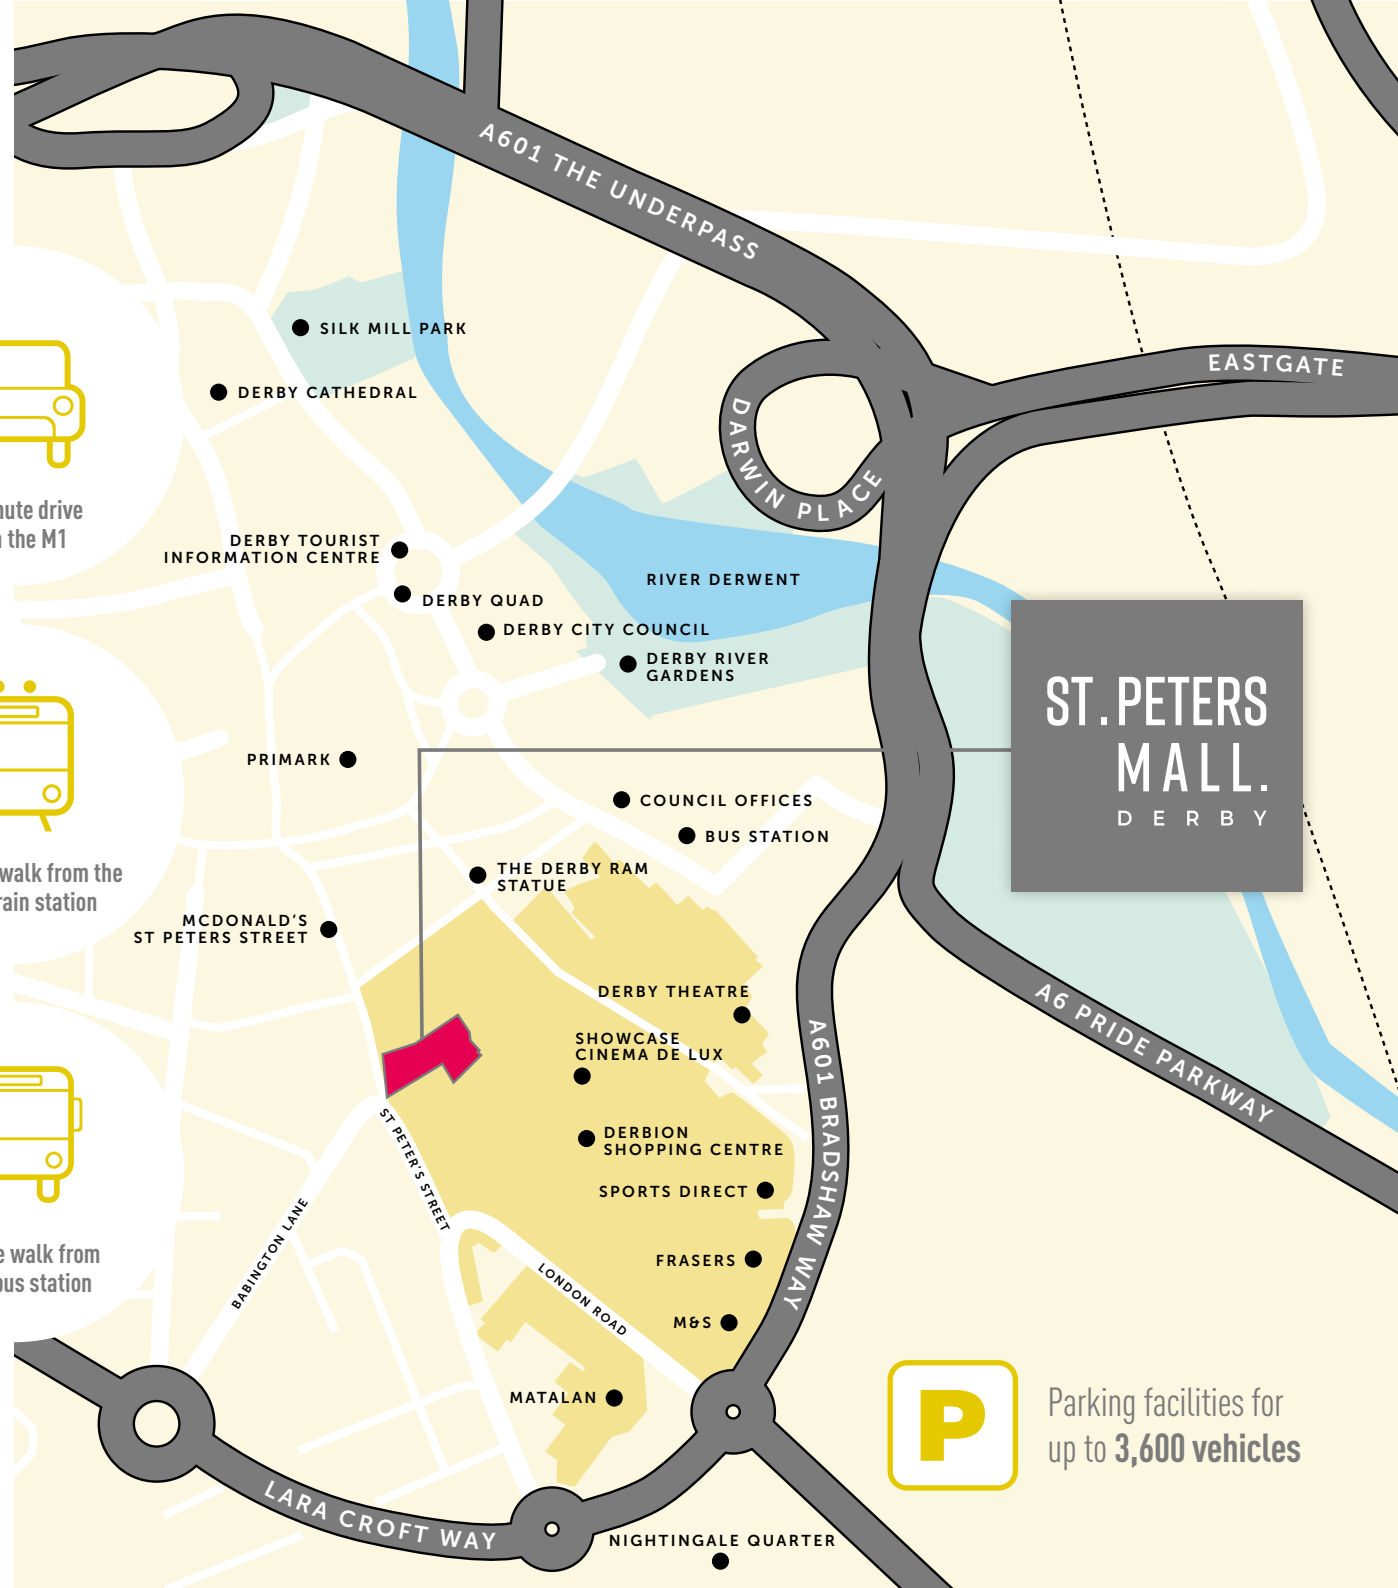 A601 THE UNDERPASS
EASTGATE
SILK MILL PARK
DERBY CATHEDRAL
DARWIN PLACE
nute drive
the M1
DERBY TOURIST
INFORMATION CENTRE
DERBY QUAD
RIVER DERWENT
DERBY CITY COUNCIL
DERBY RIVER
GARDENS
ST.PETERS
MALL.
DERBY
PRIMARK
COUNCIL OFFICES
BUS STATION
walk from the
rain station
THE DERBY RAM
STATUE
MCDONALD'S
ST PETERS STREET
DERBY THEATRE
SHOWCASE
CINEMA DE LUX
A601 BRADSHAW WAY
A6 PRIDE PARKWAY
ST PETER'S STREET
DERBION
SHOPPING CENTRE
SPORTS DIRECT
BABINGTON LANE
e walk from
bus station
FRASERS
LONDON ROAD
M&S
MATALAN
P
Parking facilities for
up to 3,600 vehicles
LARA CROFT WAY
NIGHTINGALE QUARTER